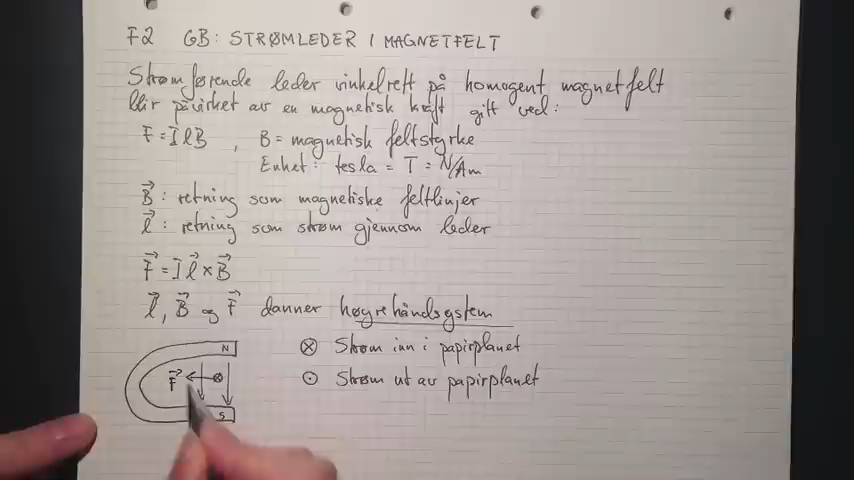 F2 6B: STRØMLEDER I MAGNETFELT
Strømførende leder vinkelrett på homogent magnetfelt
blir påvirket av en magnetisk kraft gitt ved:
F = IlB , B = magnetisk feltstyrke
Enhet: tesla = T = N/Am
B⃗: retning som magnetiske feltlinjer
l⃗: retning som strøm gjennom leder
F⃗ = I l⃗ × B⃗
l⃗, B⃗ og F⃗ danner høgrehåndsystem
N
⊗ Strøm inn i papirplanet
F⃗
⊙ Strøm ut av papirplanet
S